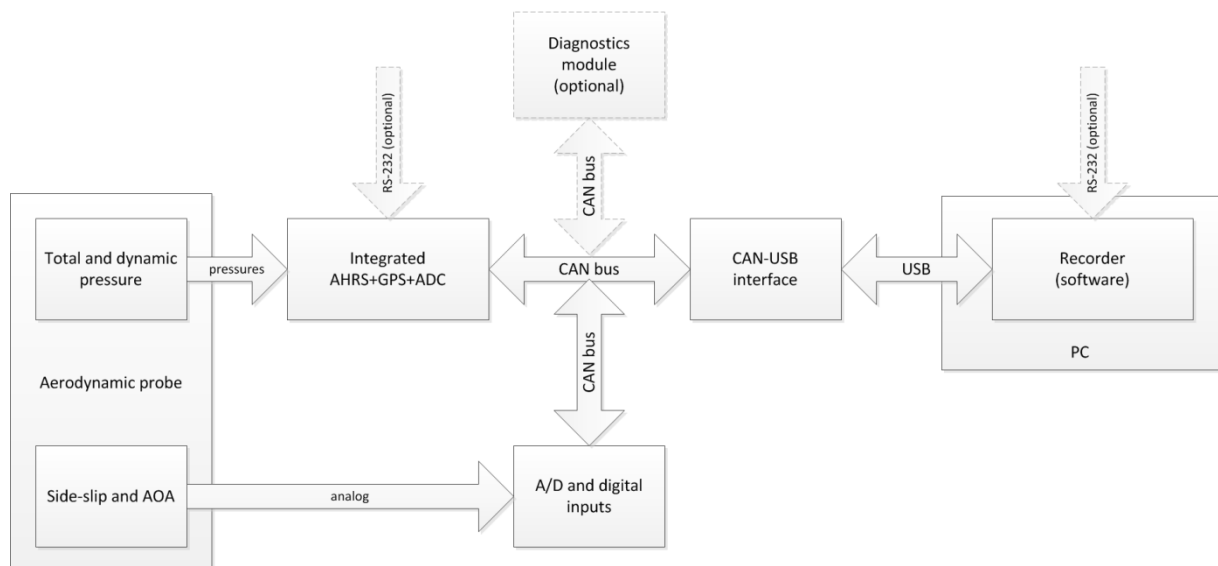 Diagnostics
module
(optional)
RS-232 (optional)
RS-232 (optional)
CAN bus
Total and dynamic
pressure
pressures
Integrated
AHRS+GPS+ADC
CAN bus
CAN-USB
interface
USB
Recorder
(software)
PC
CAN bus
Aerodynamic probe
Side-slip and AOA
analog
A/D and digital
inputs